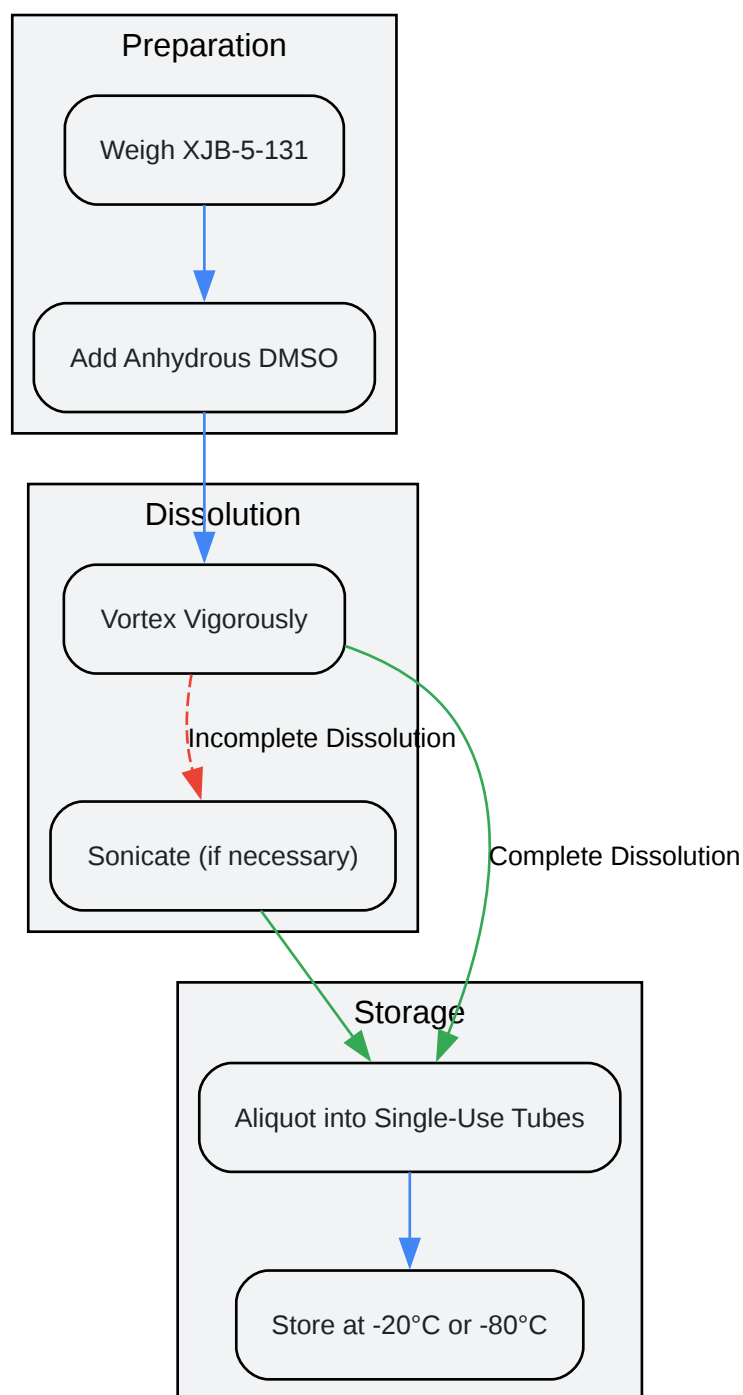 Preparation
Weigh XJB-5-131
Add Anhydrous DMSO
Dissolution
Vortex Vigorously
Incomplete Dissolution
Sonicate (if necessary)
Complete Dissolution
Storage
Aliquot into Single-Use Tubes
Store at -20°C or -80°C